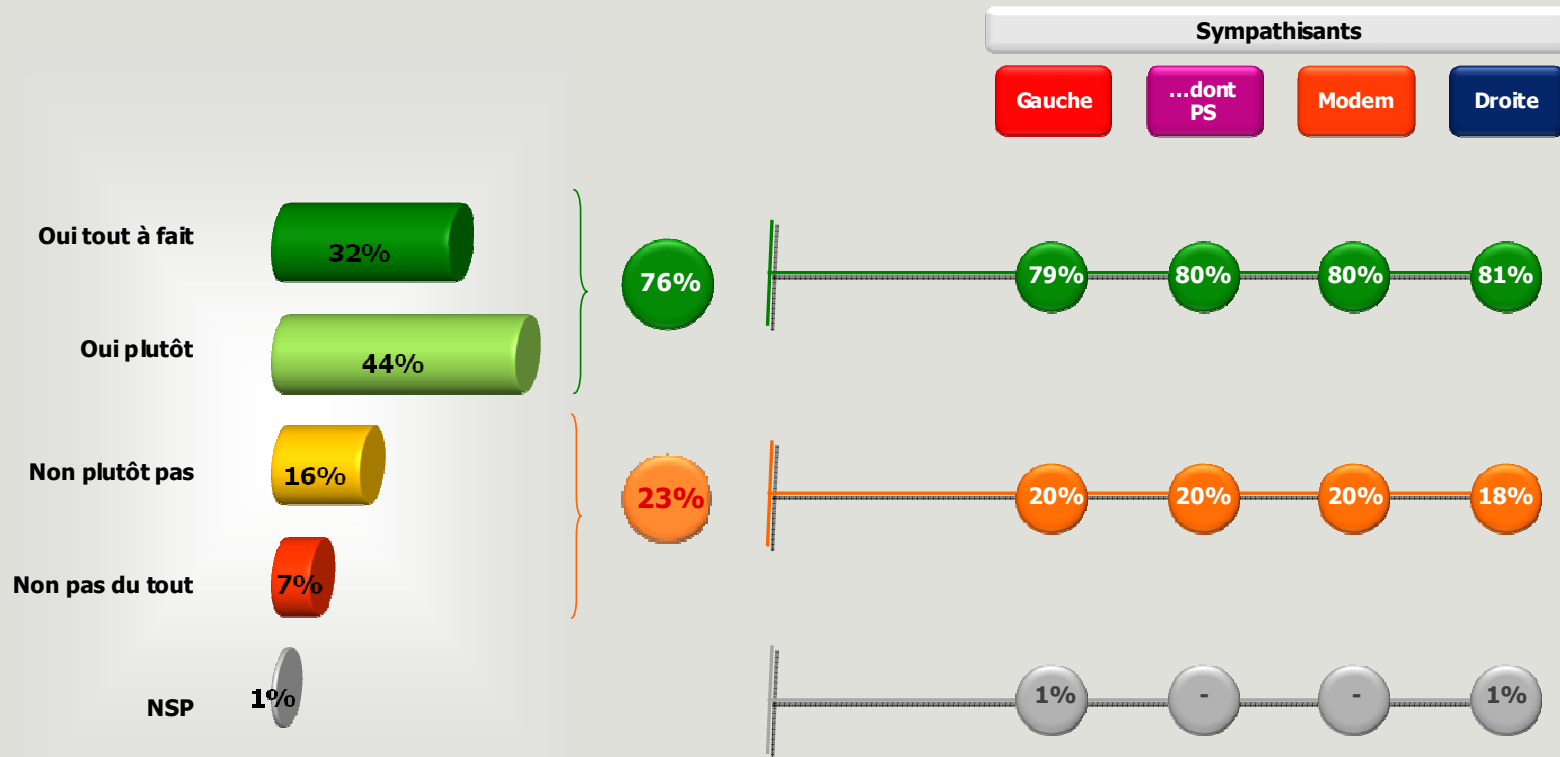 Sympathisants
Gauche
...dont
PS
Modem
Droite
Oui tout à fait
32%
76%
79%
80%
80%
81%
Oui plutôt
44%
Non plutôt pas
16%
23%
20%
20%
20%
18%
Non pas du tout
7%
NSP
1%
1%
-
-
1%